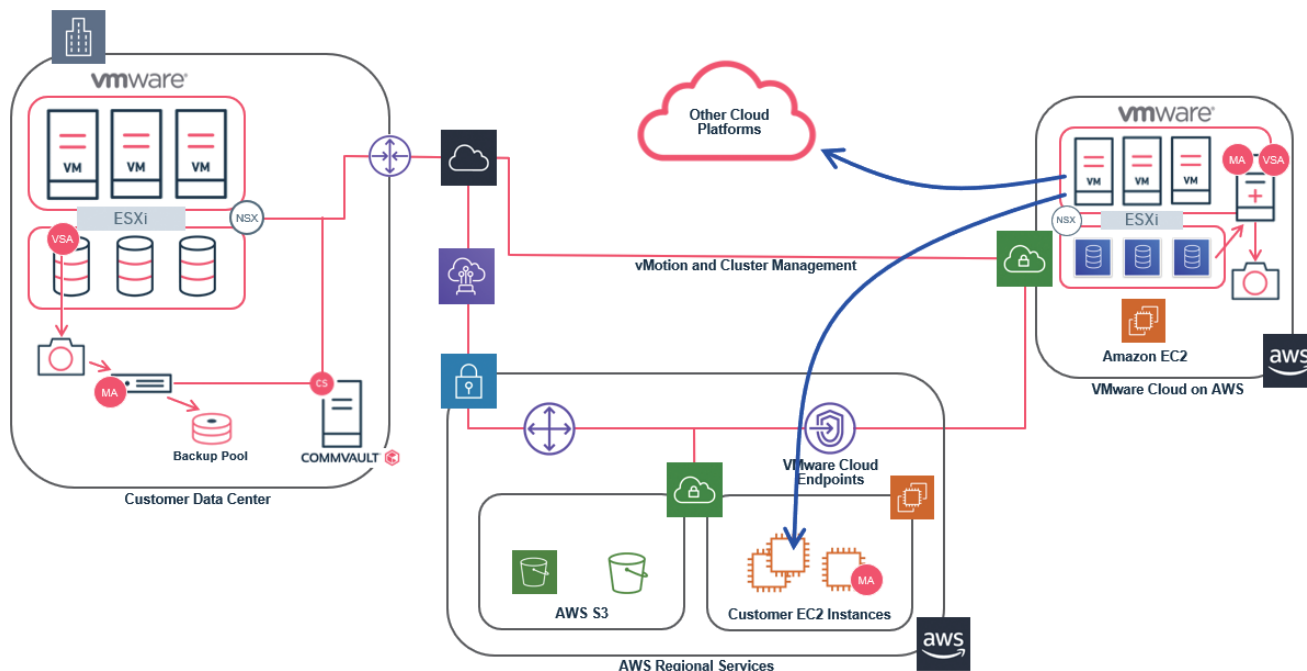 vmware®
VM
VM
VM
ESXi
NSX
VSA
MA
CS
Backup Pool
COMMVAULT
Customer Data Center
Other Cloud
Platforms
vMotion and Cluster Management
VMware Cloud
Endpoints
AWS S3
Customer EC2 Instances
MA
aws
AWS Regional Services
vmware®
VM
VM
VM
MA
VSA
NSX
ESXi
Amazon EC2
aws
VMware Cloud on AWS